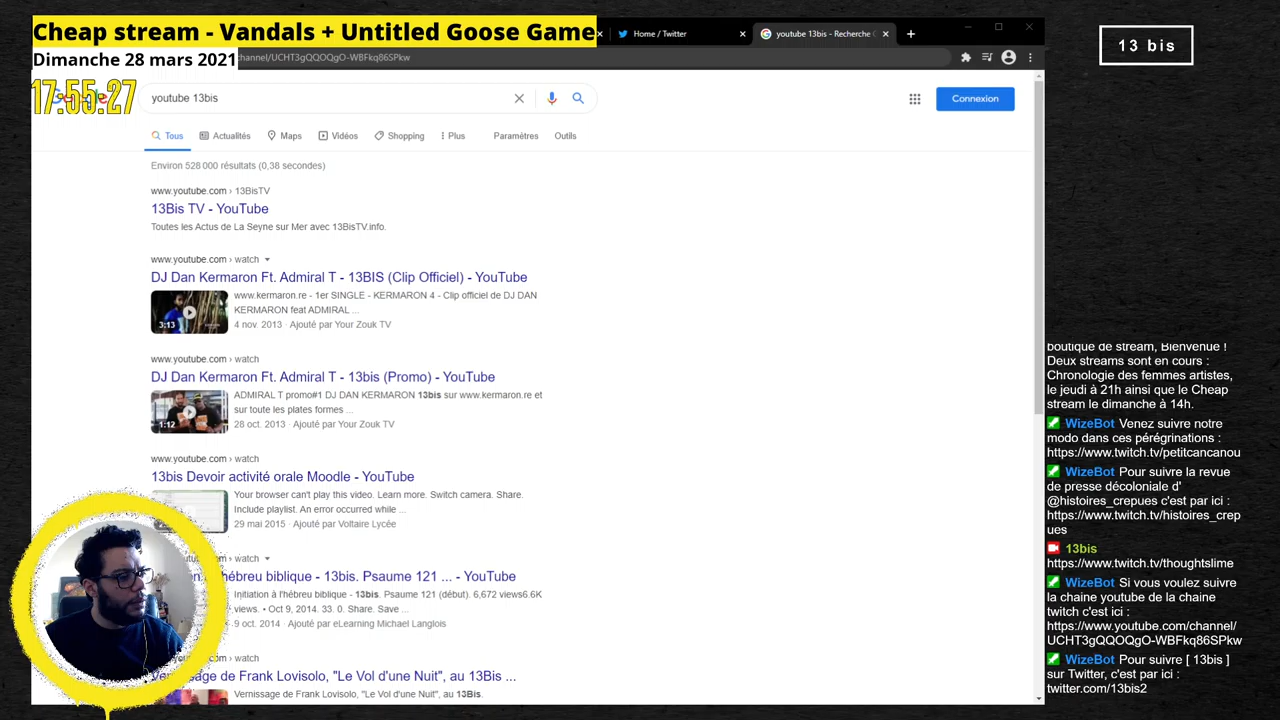 Cheap stream - Vandals + Untitled Goose Game
Dimanche 28 mars 2021
17.55.27
Home / Twitter
youtube 13bis - Recherche
hannel/UCHT3gQQOQgO-WBFkq86SPkw
13 bis
youtube 13bis
Connexion
Tous
Actualités
Maps
Vidéos
Shopping
Plus
Paramètres
Outils
Environ 528 000 résultats (0,38 secondes)
www.youtube.com › 13BisTV
13Bis TV - YouTube
Toutes les Actus de La Seyne sur Mer avec 13BisTV.info.
www.youtube.com › watch
DJ Dan Kermaron Ft. Admiral T - 13BIS (Clip Officiel) - YouTube
www.kermaron.re - 1er SINGLE - KERMARON 4 - Clip officiel de DJ DAN
KERMARON feat ADMIRAL ...
3:13
4 nov. 2013 · Ajouté par Your Zouk TV
www.youtube.com › watch
DJ Dan Kermaron Ft. Admiral T - 13bis (Promo) - YouTube
ADMIRAL T promo#1 DJ DAN KERMARON 13bis sur www.kermaron.re et
sur toute les plates formes ...
1:12
28 oct. 2013 · Ajouté par Your Zouk TV
www.youtube.com › watch
13bis Devoir activité orale Moodle - YouTube
Your browser can't play this video. Learn more. Switch camera. Share.
Include playlist. An error occurred while ...
29 mai 2015 · Ajouté par Voltaire Lycée
om › watch
hébreu biblique - 13bis. Psaume 121 ... - YouTube
Initiation à l'hébreu biblique - 13bis. Psaume 121 (début). 6,672 views6.6K
views. • Oct 9, 2014. 33. 0. Share. Save ...
9 oct. 2014 · Ajouté par eLearning Michael Langlois
om › watch
Vernissage de Frank Lovisolo, "Le Vol d'une Nuit", au 13Bis ...
Vernissage de Frank Lovisolo, "Le Vol d'une Nuit", au 13Bis.
boutique de stream, Bienvenue !
Deux streams sont en cours :
Chronologie des femmes artistes,
le jeudi à 21h ainsi que le Cheap
stream le dimanche à 14h.
WizeBot Venez suivre notre
modo dans ces pérégrinations :
https://www.twitch.tv/petitcancanou
WizeBot Pour suivre la revue
de presse décoloniale d'
@histoires_crepues c'est par ici :
https://www.twitch.tv/histoires_crep
ues
13bis
https://www.twitch.tv/thoughtslime
WizeBot Si vous voulez suivre
la chaine youtube de la chaine
twitch c'est ici :
https://www.youtube.com/channel/
UCHT3gQQOQgO-WBFkq86SPkw
WizeBot Pour suivre [ 13bis ]
sur Twitter, c'est par ici :
twitter.com/13bis2